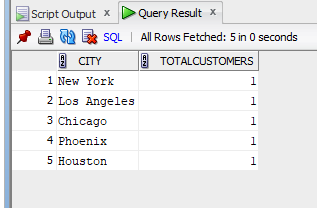 Script Output x Query Result x
SQL | All Rows Fetched: 5 in 0 seconds
CITY TOTALCUSTOMERS
1 New York 1
2 Los Angeles 1
3 Chicago 1
4 Phoenix 1
5 Houston 1